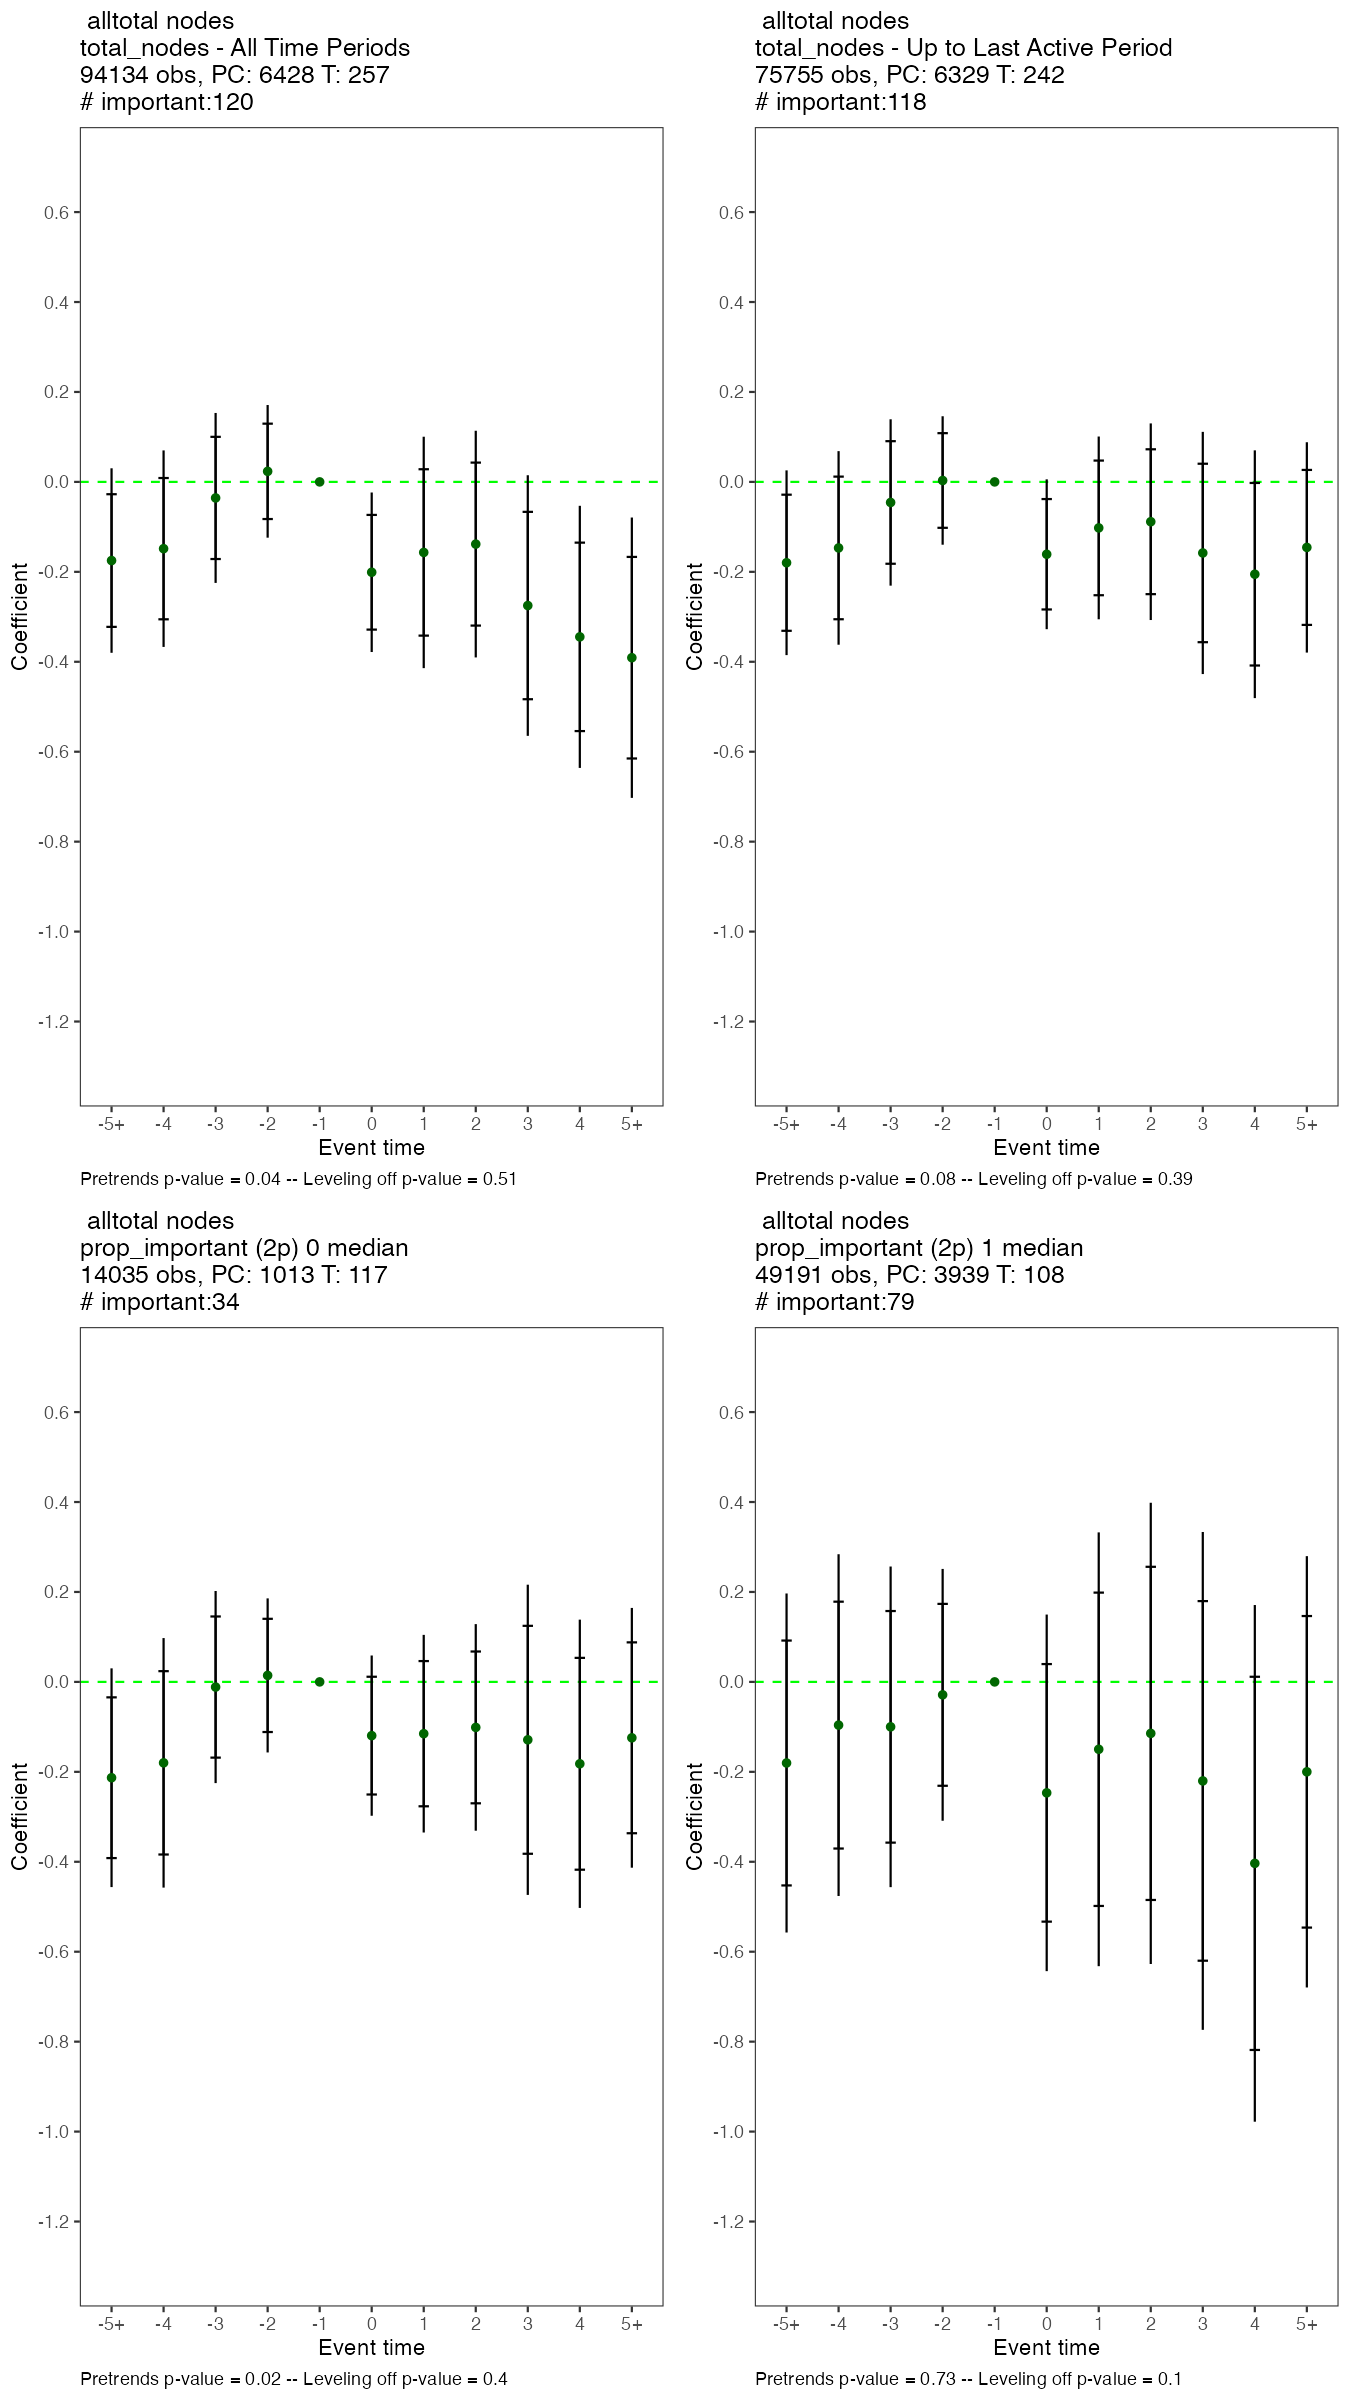 alltotal nodes
total_nodes - All Time Periods
94134 obs, PC: 6428 T: 257
# important:120
0.6
0.4
0.2
0.0
-0.2
-0.4
-0.6
-0.8
-1.0
-1.2
Coefficient
-5+ -4 -3 -2 -1 0 1 2 3 4 5+
Event time
Pretrends p-value = 0.04 -- Leveling off p-value = 0.51
alltotal nodes
total_nodes - Up to Last Active Period
75755 obs, PC: 6329 T: 242
# important:118
0.6
0.4
0.2
0.0
-0.2
-0.4
-0.6
-0.8
-1.0
-1.2
Coefficient
-5+ -4 -3 -2 -1 0 1 2 3 4 5+
Event time
Pretrends p-value = 0.08 -- Leveling off p-value = 0.39
alltotal nodes
prop_important (2p) 0 median
14035 obs, PC: 1013 T: 117
# important:34
0.6
0.4
0.2
0.0
-0.2
-0.4
-0.6
-0.8
-1.0
-1.2
Coefficient
-5+ -4 -3 -2 -1 0 1 2 3 4 5+
Event time
Pretrends p-value = 0.02 -- Leveling off p-value = 0.4
alltotal nodes
prop_important (2p) 1 median
49191 obs, PC: 3939 T: 108
# important:79
0.6
0.4
0.2
0.0
-0.2
-0.4
-0.6
-0.8
-1.0
-1.2
Coefficient
-5+ -4 -3 -2 -1 0 1 2 3 4 5+
Event time
Pretrends p-value = 0.73 -- Leveling off p-value = 0.1